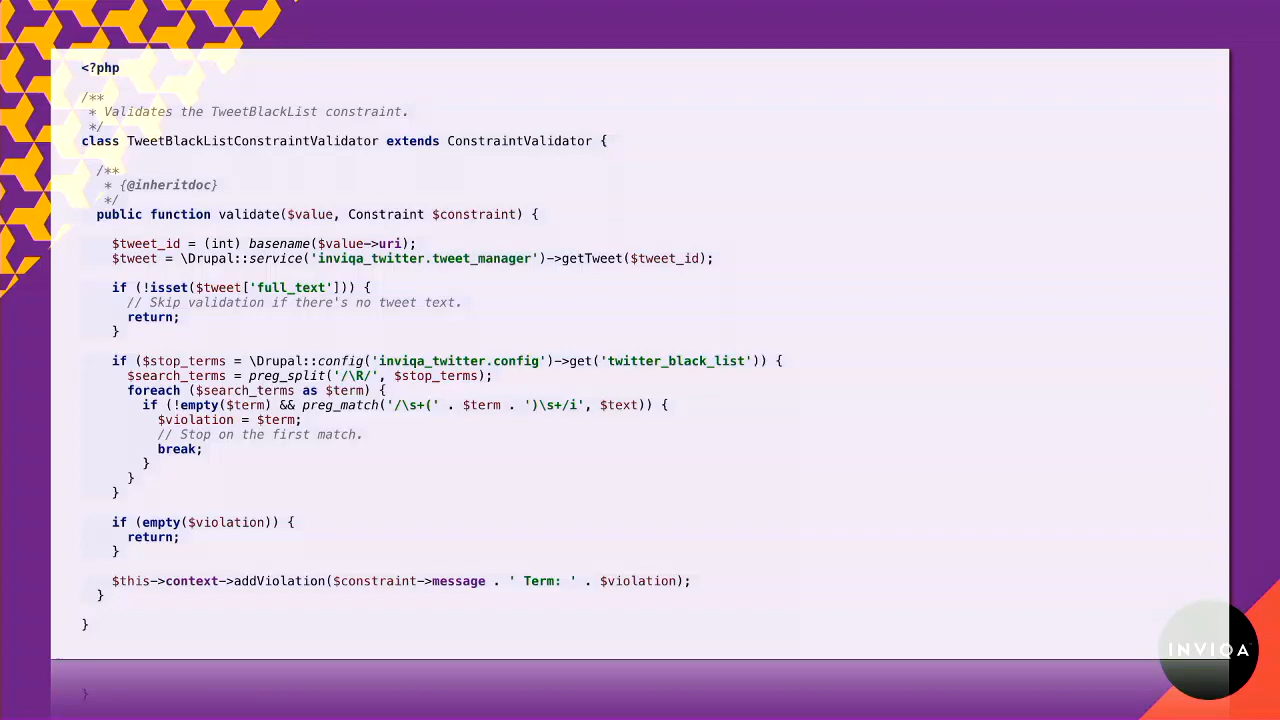 <?php
/**
 * Validates the TweetBlackList constraint.
 */
class TweetBlackListConstraintValidator extends ConstraintValidator {
  /**
   * {@inheritdoc}
   */
  public function validate($value, Constraint $constraint) {
    $tweet_id = (int) basename($value->uri);
    $tweet = \Drupal::service('inviqa_twitter.tweet_manager')->getTweet($tweet_id);
    if (!isset($tweet['full_text'])) {
      // Skip validation if there's no tweet text.
      return;
    }
    if ($stop_terms = \Drupal::config('inviqa_twitter.config')->get('twitter_black_list')) {
      $search_terms = preg_split('/\R/', $stop_terms);
      foreach ($search_terms as $term) {
        if (!empty($term) && preg_match('/\s+(' . $term . ')\s+/i', $text)) {
          $violation = $term;
          // Stop on the first match.
          break;
        }
      }
    }
    if (empty($violation)) {
      return;
    }
    $this->context->addViolation($constraint->message . ' Term: ' . $violation);
  }
}
INVIQA
}